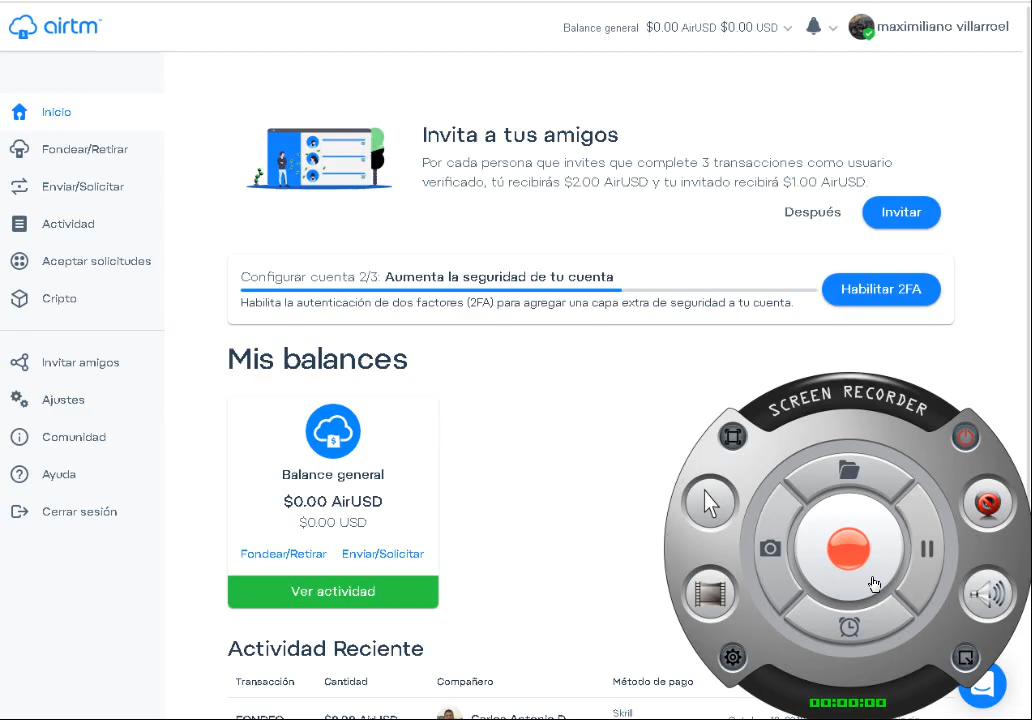 airtm
Balance general $0.00 AirUSD $0.00 USD
maximiliano villarroel
Inicio
Fondear/Retirar
Enviar/Solicitar
Actividad
Aceptar solicitudes
Cripto
Invitar amigos
Ajustes
Comunidad
Ayuda
Cerrar sesión
Invita a tus amigos
Por cada persona que invites que complete 3 transacciones como usuario
verificado, tú recibirás $2.00 AirUSD y tu invitado recibirá $1.00 AirUSD.
Después
Invitar
Configurar cuenta 2/3: Aumenta la seguridad de tu cuenta
Habilita la autenticación de dos factores (2FA) para agregar una capa extra de seguridad a tu cuenta.
Habilitar 2FA
Mis balances
Balance general
$0.00 AirUSD
$0.00 USD
Fondear/Retirar Enviar/Solicitar
Ver actividad
SCREEN RECORDER
00:00:00
Actividad Reciente
Transacción Cantidad Compañero Método de pago
Skrill
FONDEO
Carlos Antonio D